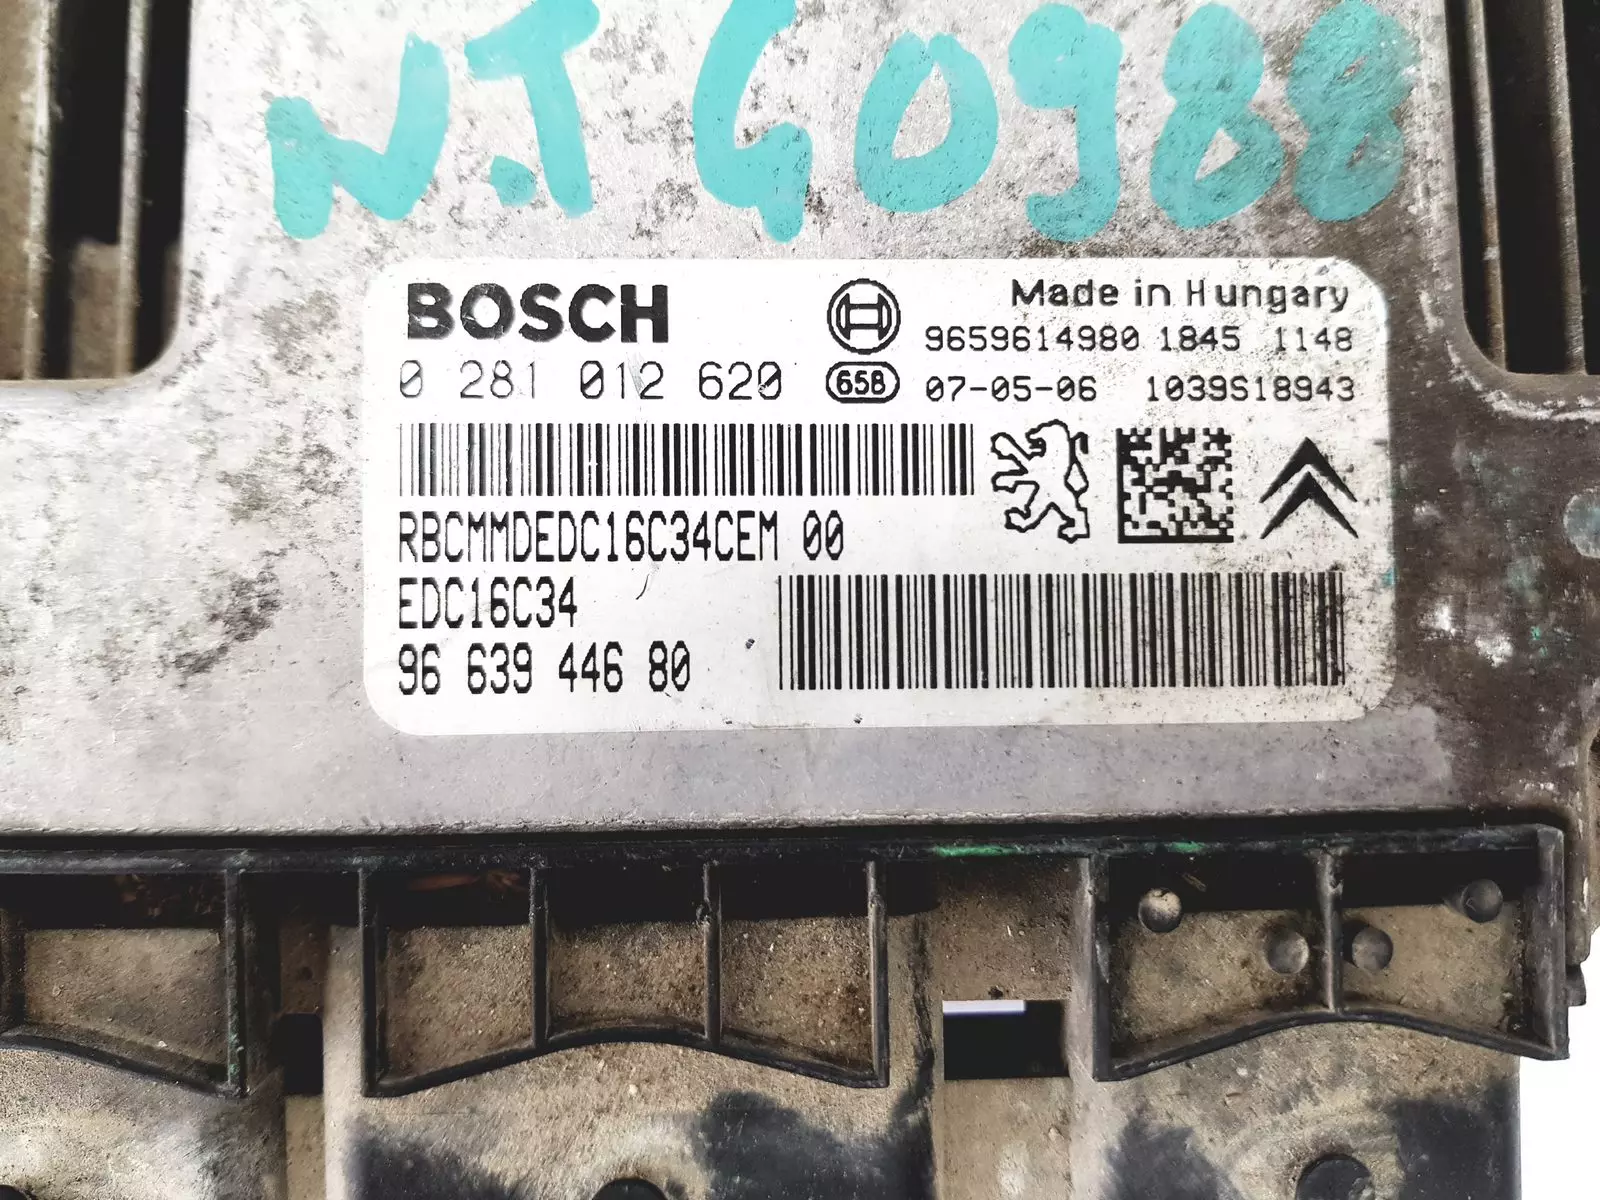 N.T G0988
BOSCH
Made in Hungary
9659614980 1845 1148
0 281 012 620
658
07-05-06 1039S18943
RBCMMDEDC16C34CEM 00
EDC16C34
96 639 446 80